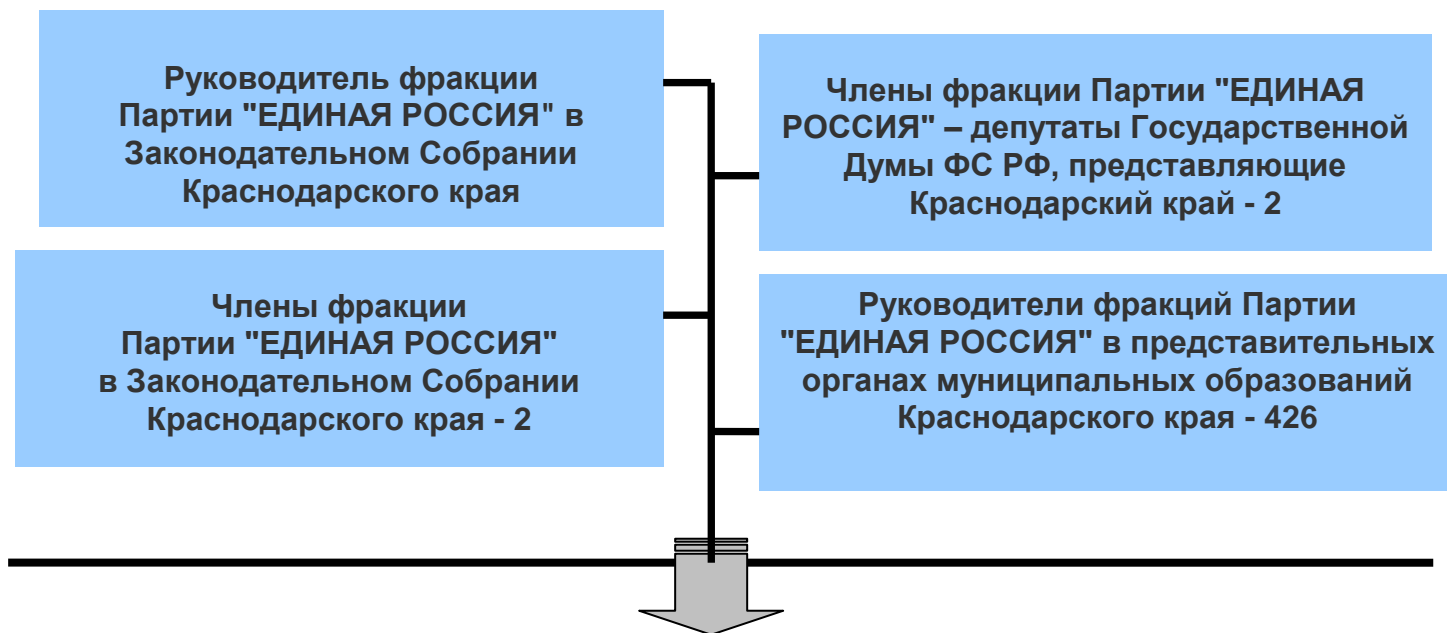 Руководитель фракции
Партии "ЕДИНАЯ РОССИЯ" в
Законодательном Собрании
Краснодарского края
Члены фракции Партии "ЕДИНАЯ
РОССИЯ" – депутаты Государственной
Думы ФС РФ, представляющие
Краснодарский край - 2
Члены фракции
Партии "ЕДИНАЯ РОССИЯ"
в Законодательном Собрании
Краснодарского края - 2
Руководители фракций Партии
"ЕДИНАЯ РОССИЯ" в представительных
органах муниципальных образований
Краснодарского края - 426